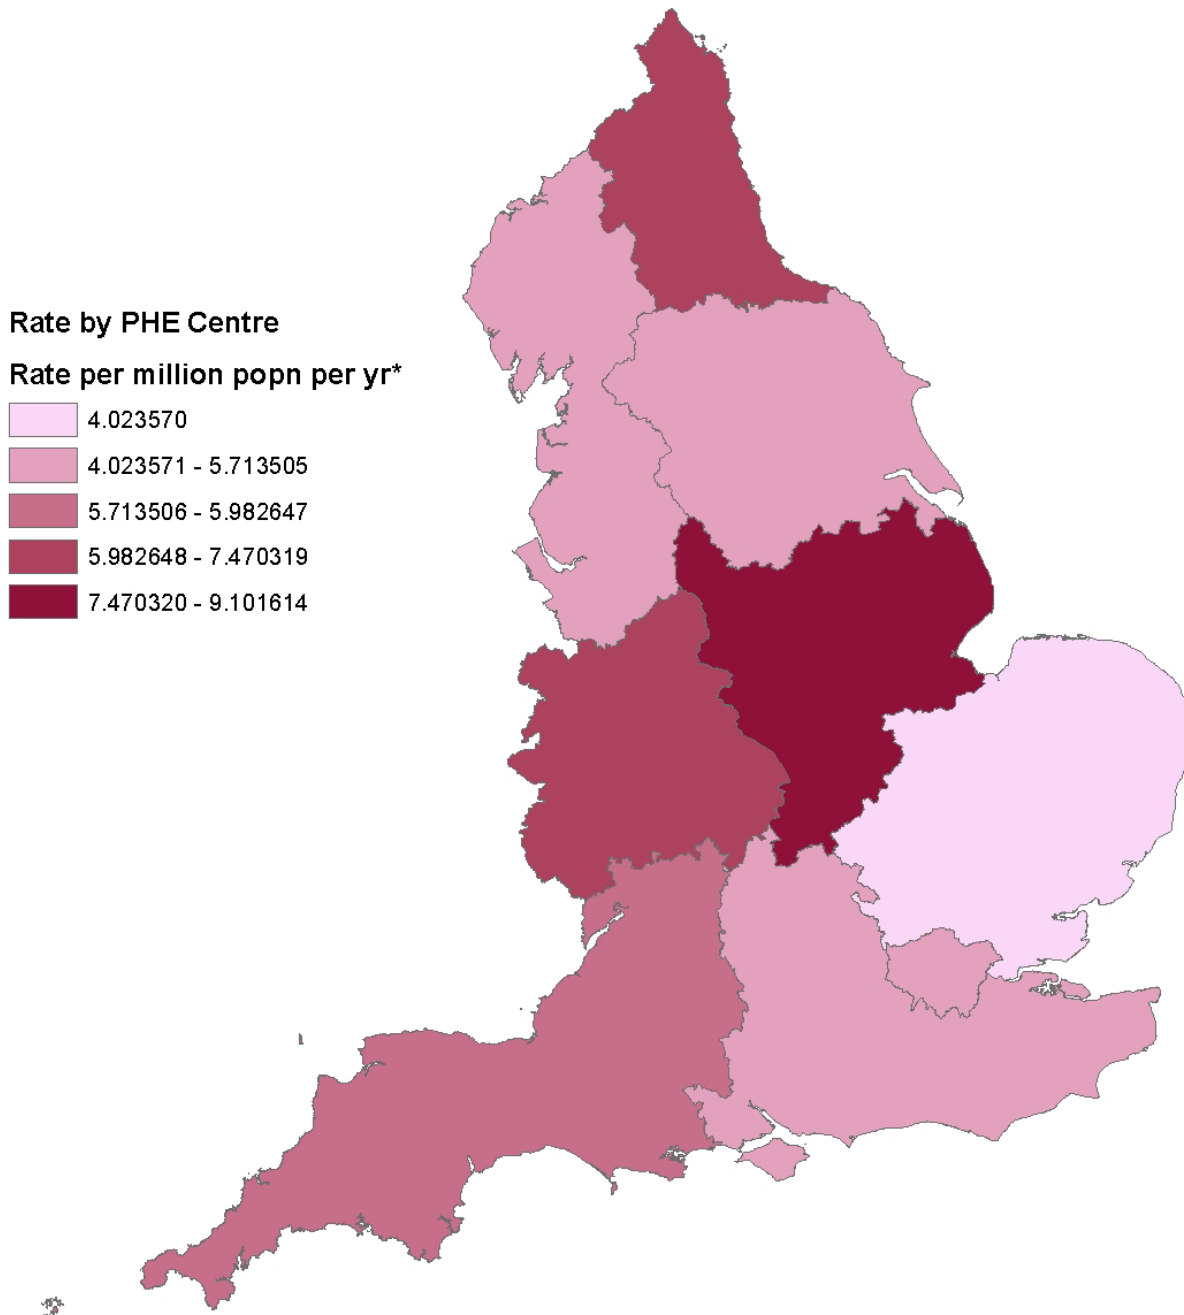 Rate by PHE Centre
Rate per million popn per yr*
4.023570
4.023571 - 5.713505
5.713506 - 5.982647
5.982648 - 7.470319
7.470320 - 9.101614